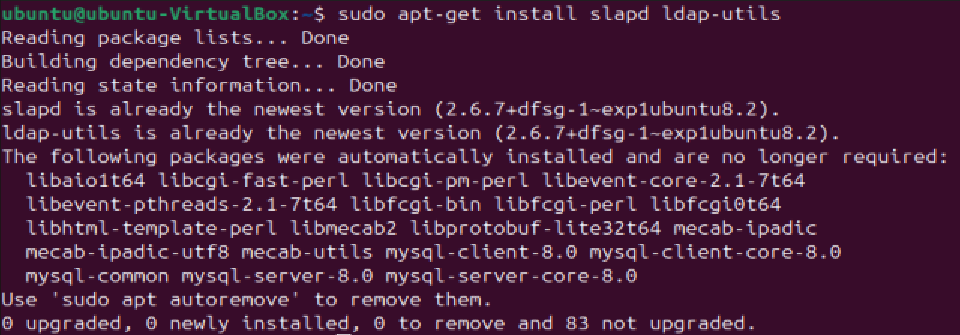 ubuntu@ubuntu-VirtualBox:~$ sudo apt-get install slapd ldap-utils
Reading package lists... Done
Building dependency tree... Done
Reading state information... Done
slapd is already the newest version (2.6.7+dfsg-1~exp1ubuntu8.2).
ldap-utils is already the newest version (2.6.7+dfsg-1~exp1ubuntu8.2).
The following packages were automatically installed and are no longer required:
  libaio1t64 libcgi-fast-perl libcgi-pm-perl libevent-core-2.1-7t64
  libevent-pthreads-2.1-7t64 libfcgi-bin libfcgi-perl libfcgi0t64
  libhtml-template-perl libmecab2 libprotobuf-lite32t64 mecab-ipadic
  mecab-ipadic-utf8 mecab-utils mysql-client-8.0 mysql-client-core-8.0
  mysql-common mysql-server-8.0 mysql-server-core-8.0
Use 'sudo apt autoremove' to remove them.
0 upgraded, 0 newly installed, 0 to remove and 83 not upgraded.